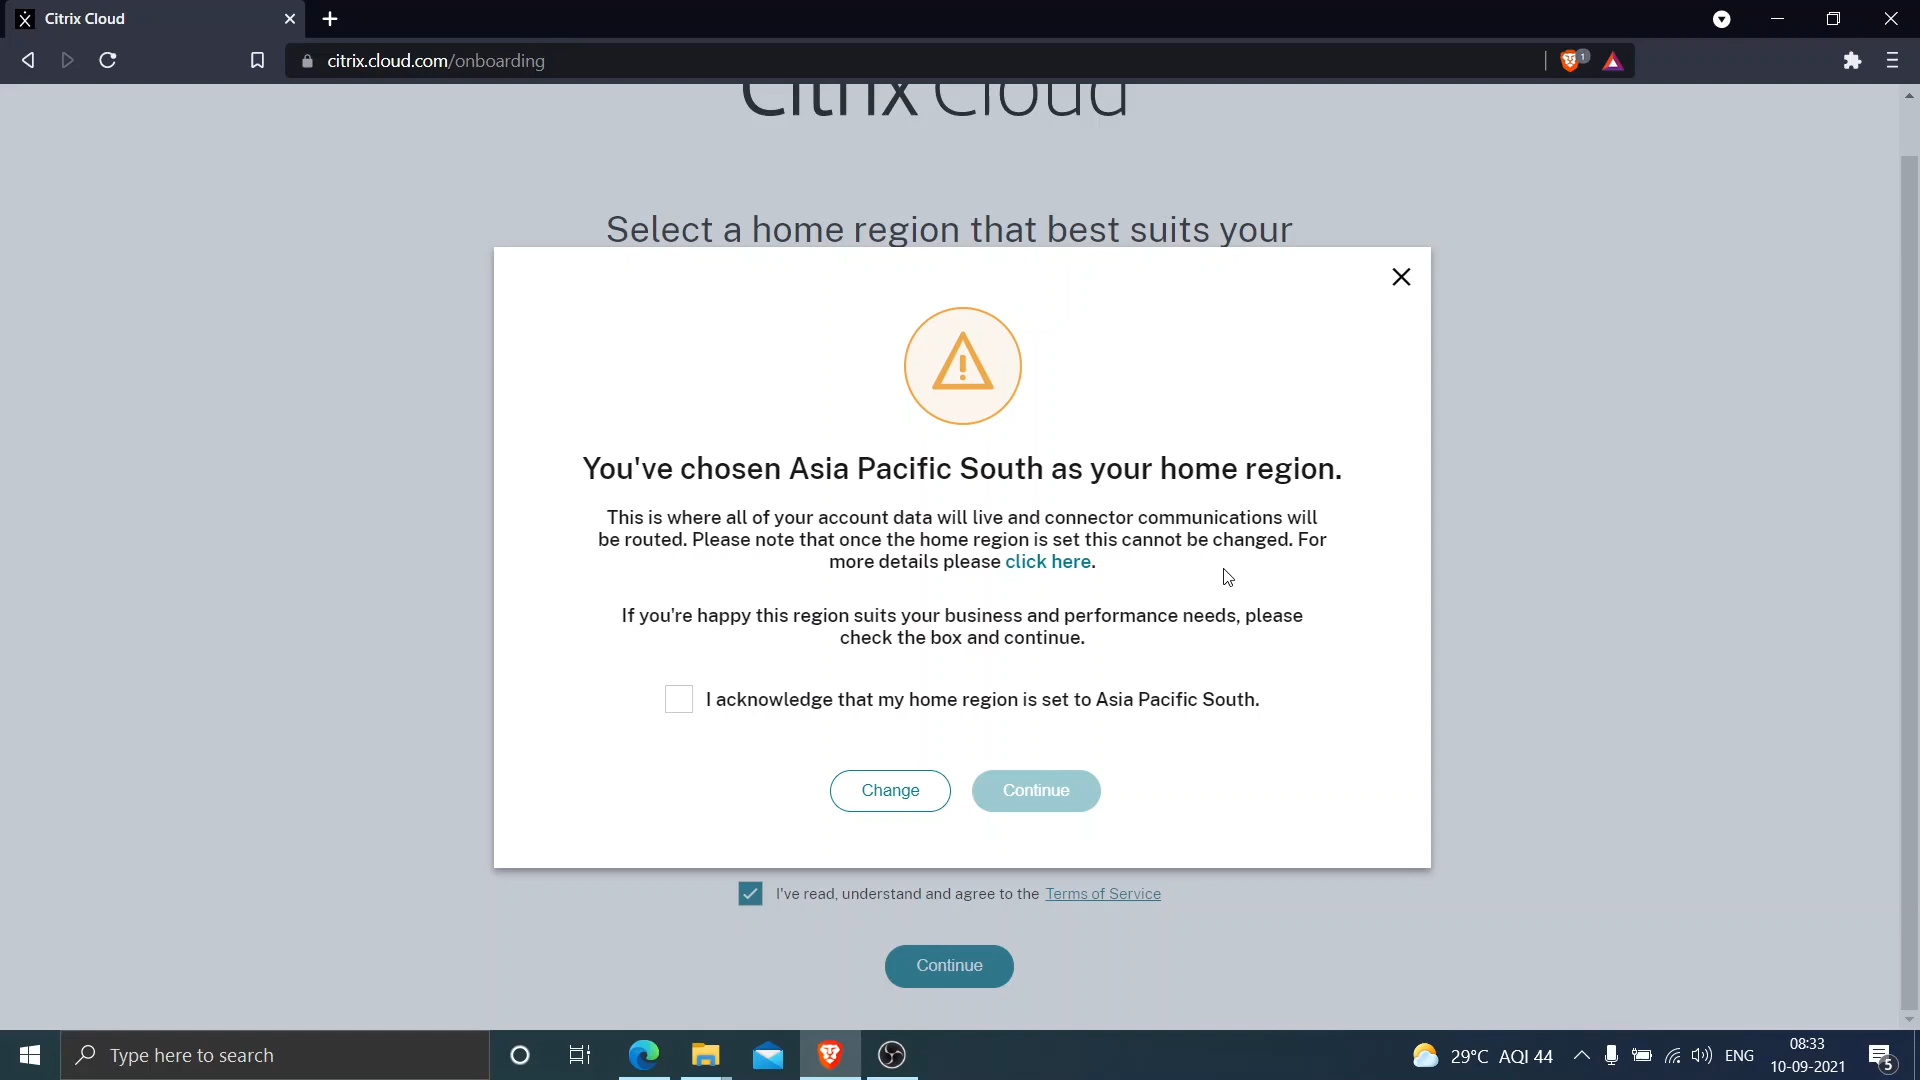 Citrix Cloud
citrix.cloud.com/onboarding
1
Citrix Cloud
Select a home region that best suits your
You've chosen Asia Pacific South as your home region.
This is where all of your account data will live and connector communications will
be routed. Please note that once the home region is set this cannot be changed. For
more details please click here.
If you're happy this region suits your business and performance needs, please
check the box and continue.
I acknowledge that my home region is set to Asia Pacific South.
Change Continue
I've read, understand and agree to the Terms of Service
Continue
Type here to search
29°C AQI 44
ENG
08:33
10-09-2021
5